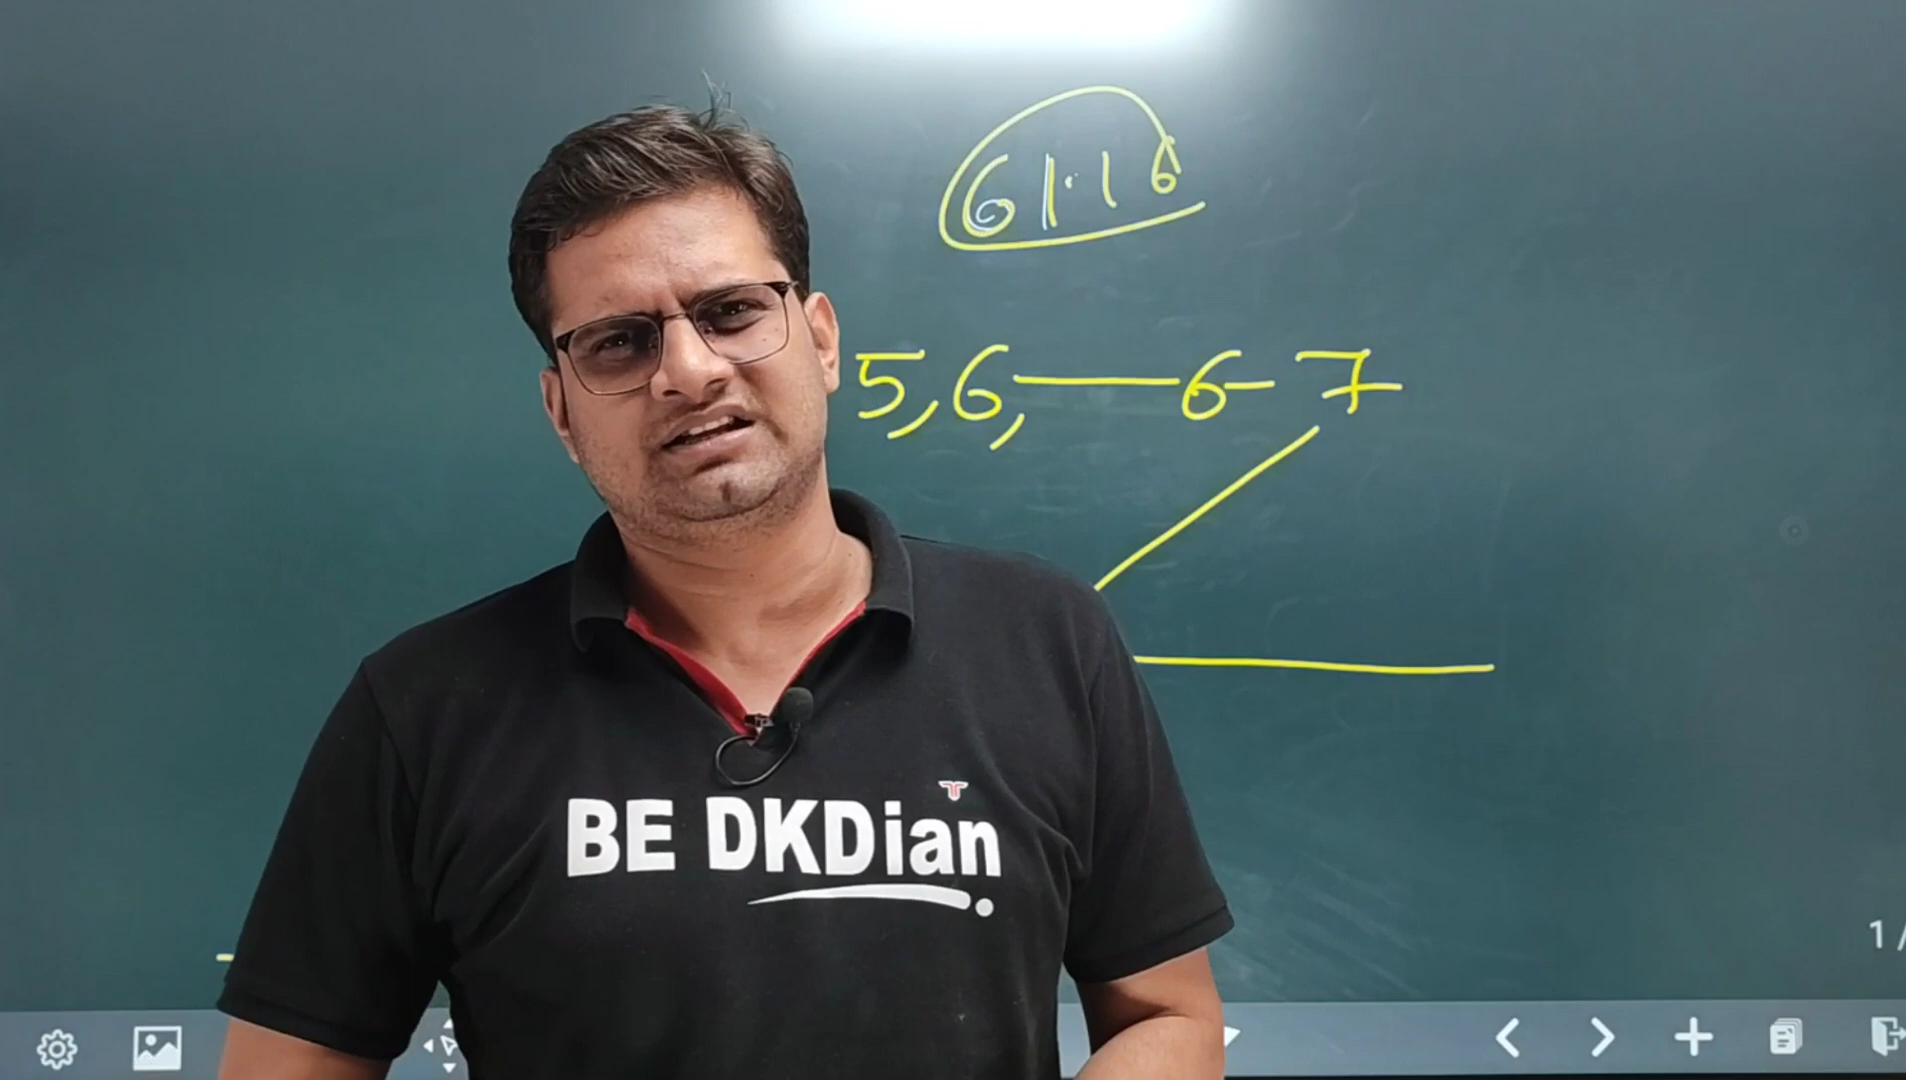 61.16
5, 6, — 6 - 7
BE DKDian
1/